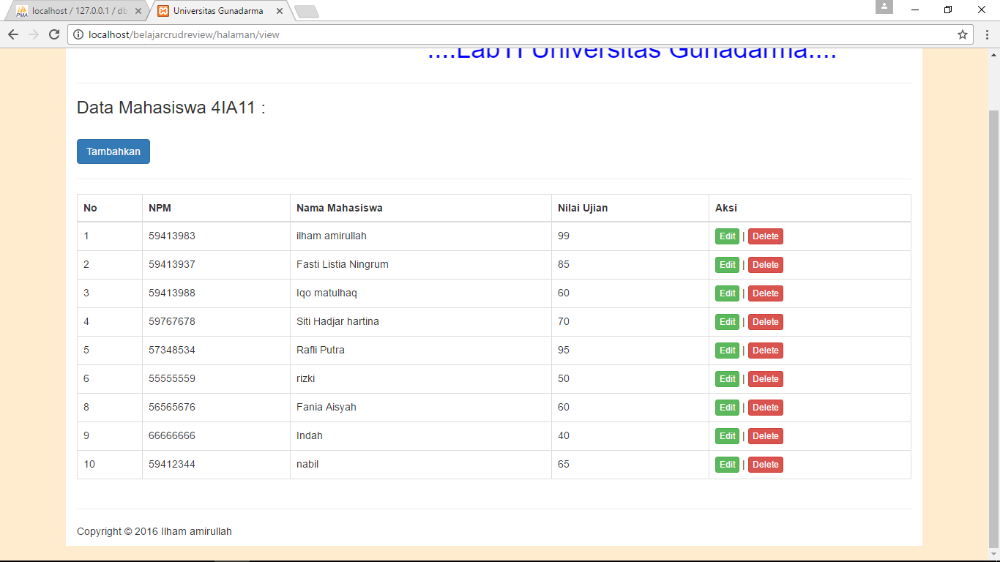 localhost / 127.0.0.1 / db
Universitas Gunadarma
localhost/belajarcrudreview/halaman/view
....LabTI Universitas Gunadarma....
Data Mahasiswa 4IA11 :
Tambahkan
No NPM Nama Mahasiswa Nilai Ujian Aksi
1 59413983 ilham amirullah 99 Edit | Delete
2 59413937 Fasti Listia Ningrum 85 Edit | Delete
3 59413988 Iqo matulhaq 60 Edit | Delete
4 59767678 Siti Hadjar hartina 70 Edit | Delete
5 57348534 Rafli Putra 95 Edit | Delete
6 55555559 rizki 50 Edit | Delete
8 56565676 Fania Aisyah 60 Edit | Delete
9 66666666 Indah 40 Edit | Delete
10 59412344 nabil 65 Edit | Delete
Copyright © 2016 Ilham amirullah